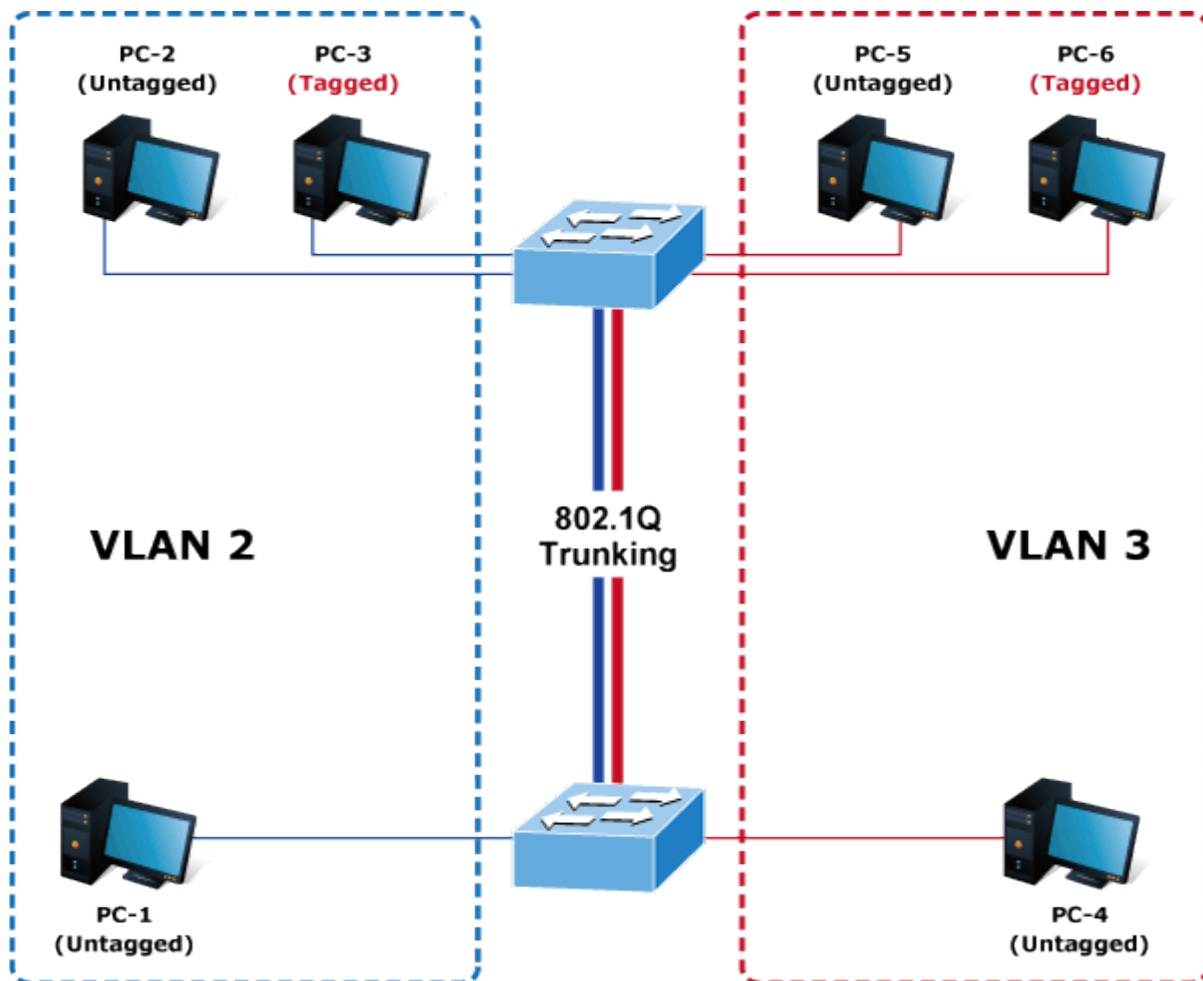 PC-2
(Untagged)
PC-3
(Tagged)
PC-5
(Untagged)
PC-6
(Tagged)
VLAN 2
802.1Q
Trunking
VLAN 3
PC-1
(Untagged)
PC-4
(Untagged)